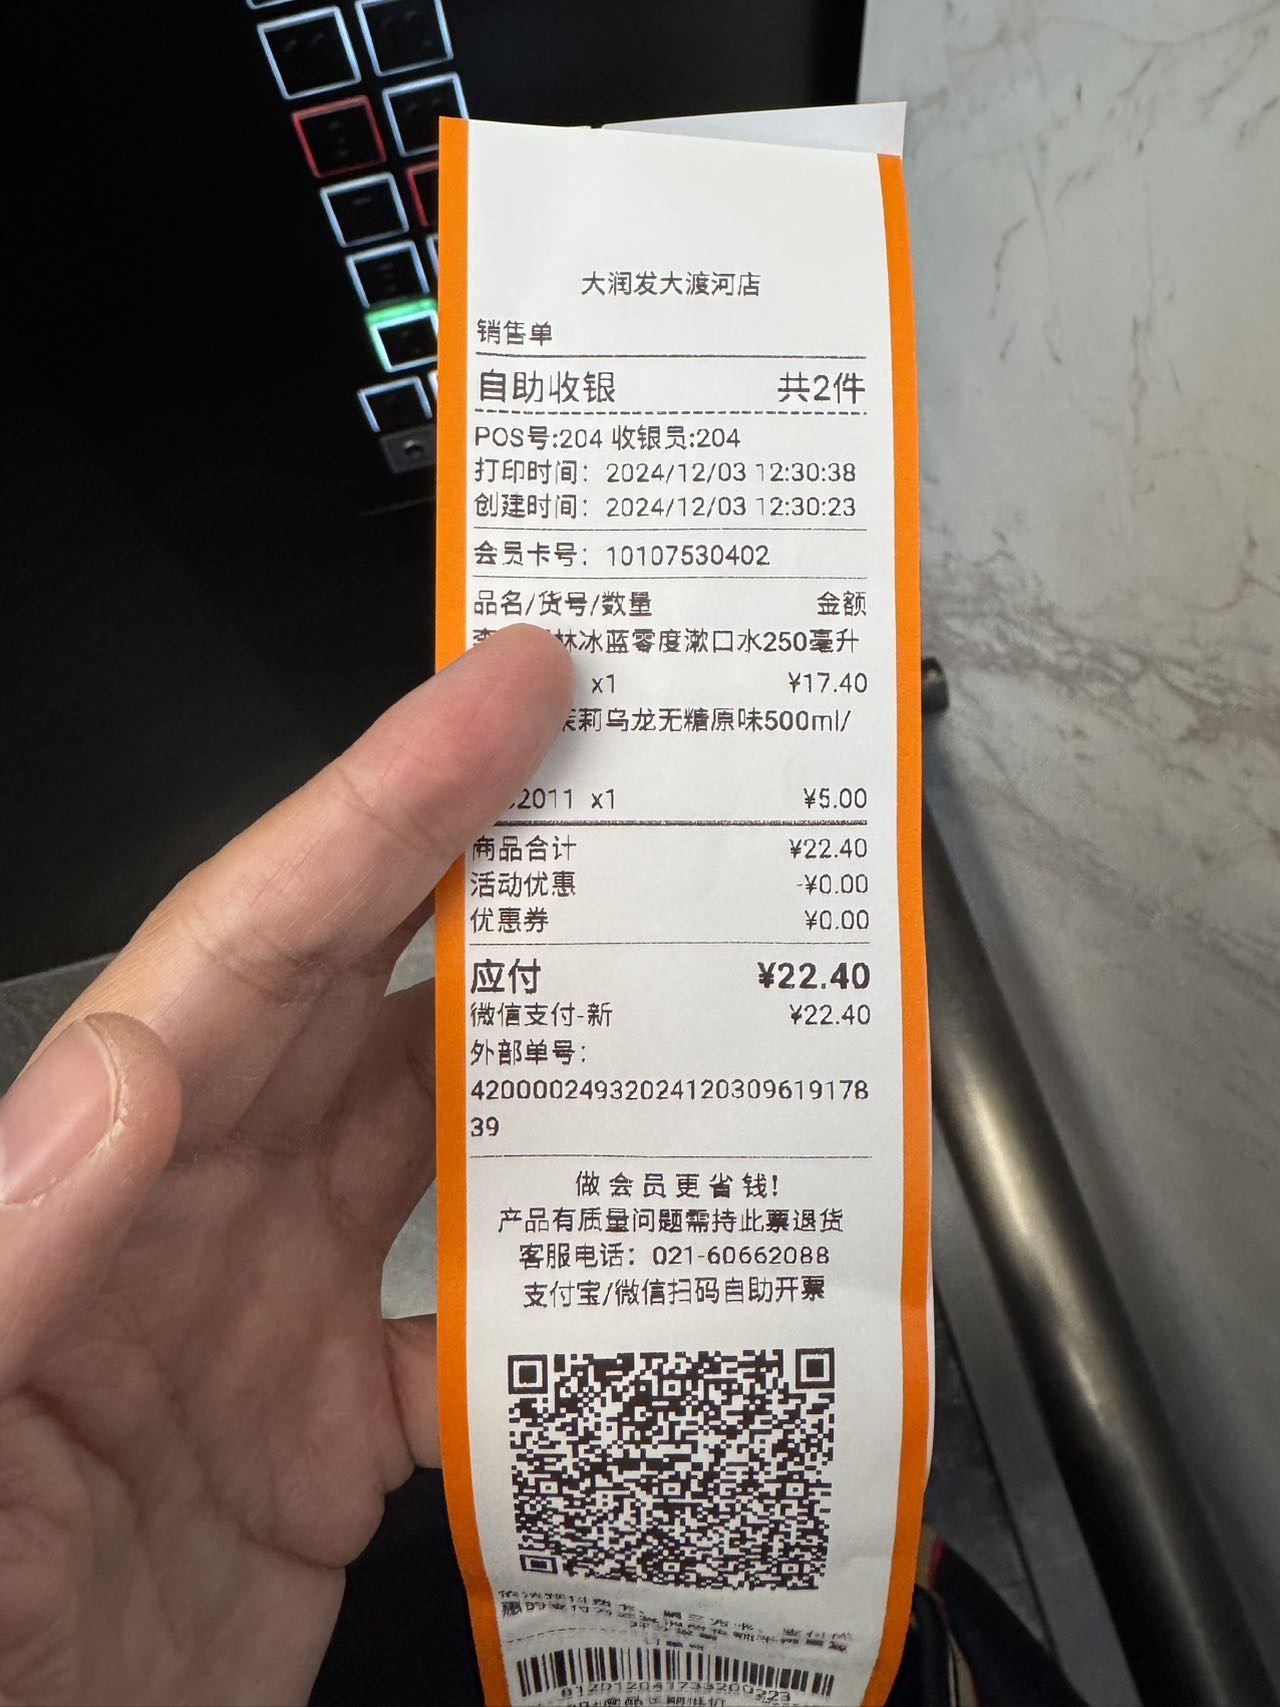 大润发大渡河店
销售单
自助收银 共2件
POS号:204 收银员:204
打印时间: 2024/12/03 12:30:38
创建时间: 2024/12/03 12:30:23
会员卡号: 10107530402
品名/货号/数量 金额
林冰蓝零度漱口水250毫升
x1 ¥17.40
茉莉乌龙无糖原味500ml/
2011 x1 ¥5.00
商品合计 ¥22.40
活动优惠 -¥0.00
优惠券 ¥0.00
应付 ¥22.40
微信支付-新 ¥22.40
外部单号:
42000024932024120309619178
39
做会员更省钱!
产品有质量问题需持此票退货
客服电话: 021-60662088
支付宝/微信扫码自助开票